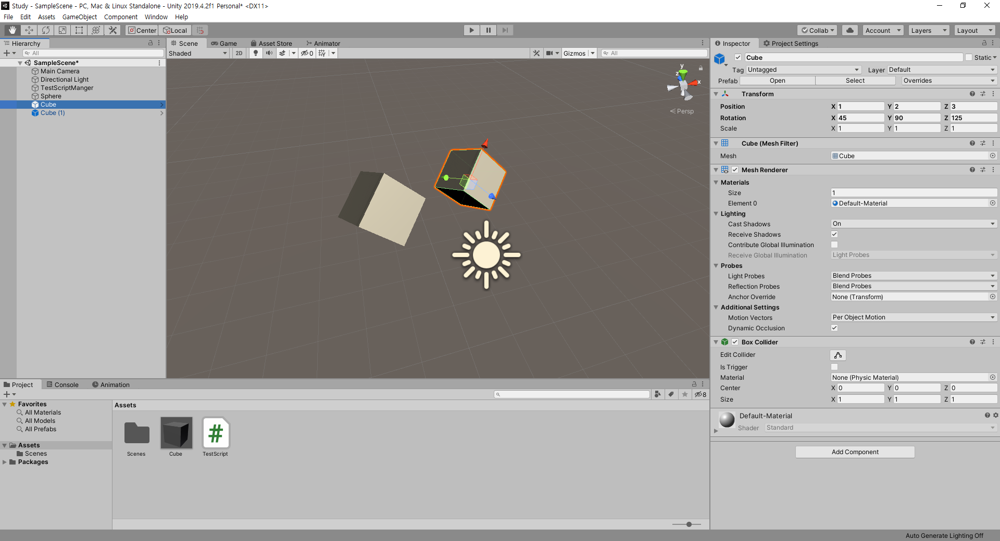 Study - SampleScene - PC, Mac & Linux Standalone - Unity 2019.4.2f1 Personal* <DX11>
File Edit Assets GameObject Component Window Help
Center Local Collab Account Layers Layout
Hierarchy
All
SampleScene*
Main Camera
Directional Light
TestScriptManger
Sphere
Cube
Cube (1)
Scene Game Asset Store Animator
Shaded 2D 0 Gizmos All
y
z
x
Persp
Inspector Project Settings
Cube Static
Tag Untagged Layer Default
Prefab Open Select Overrides
Transform
Position X 1 Y 2 Z 3
Rotation X 45 Y 90 Z 125
Scale X 1 Y 1 Z 1
Cube (Mesh Filter)
Mesh Cube
Mesh Renderer
Materials
Size 1
Element 0 Default-Material
Lighting
Cast Shadows On
Receive Shadows
Contribute Global Illumination
Receive Global Illumination Light Probes
Probes
Light Probes Blend Probes
Reflection Probes Blend Probes
Anchor Override None (Transform)
Additional Settings
Motion Vectors Per Object Motion
Dynamic Occlusion
Box Collider
Edit Collider
Is Trigger
Material None (Physic Material)
Center X 0 Y 0 Z 0
Size X 1 Y 1 Z 1
Default-Material
Shader Standard
Add Component
Project Console Animation
8
Favorites
All Materials
All Models
All Prefabs
Assets
Scenes
Packages
Assets
Scenes Cube TestScript
Auto Generate Lighting Off